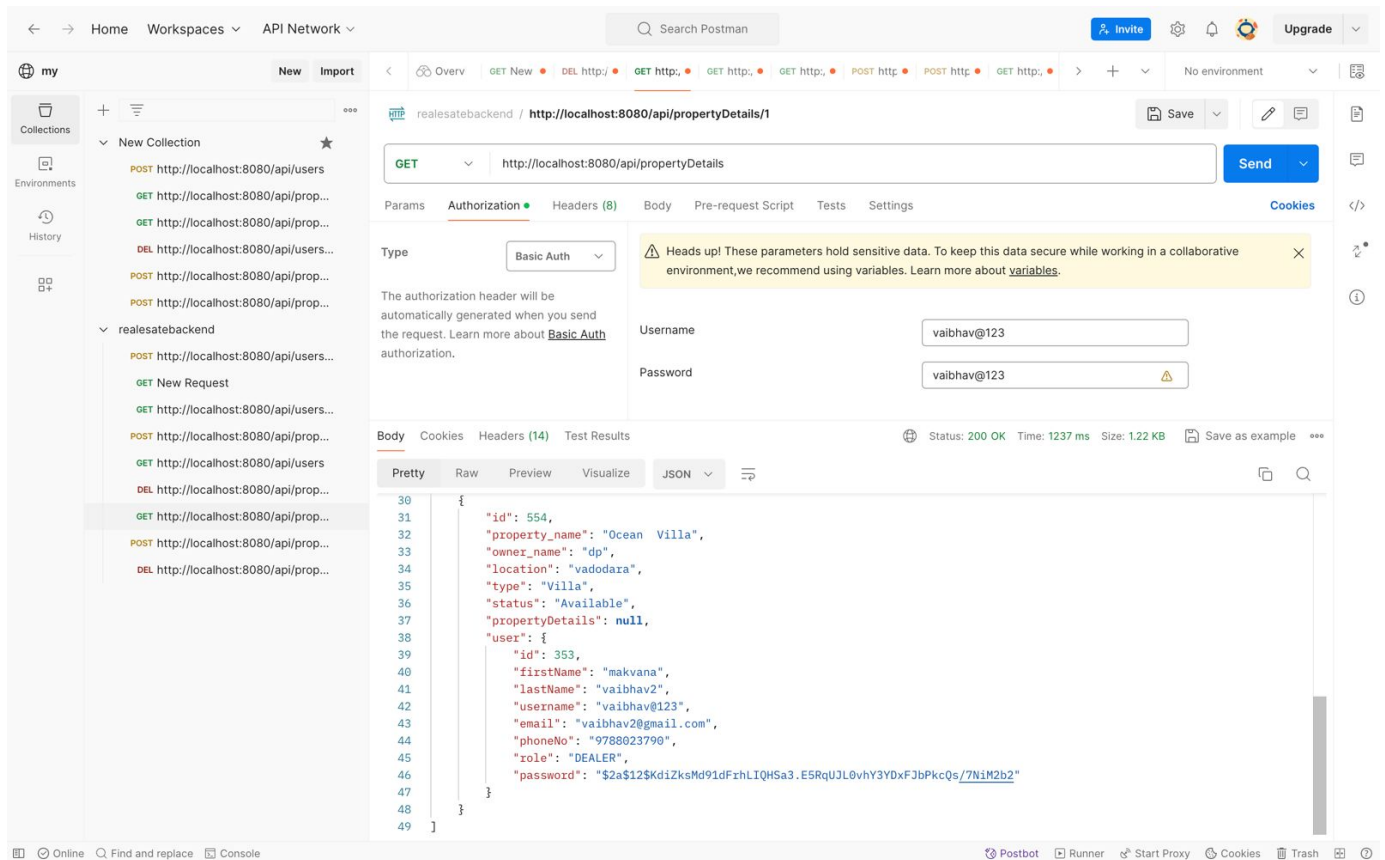 Home Workspaces API Network Search Postman Invite Upgrade
my New Import Overv GET New DEL http:/ GET http:, GET http:, GET http:, POST http POST http GET http:, No environment
Collections
Environments
History
New Collection
POST http://localhost:8080/api/users
GET http://localhost:8080/api/prop...
GET http://localhost:8080/api/prop...
DEL http://localhost:8080/api/users...
POST http://localhost:8080/api/prop...
POST http://localhost:8080/api/prop...
realesatebackend
POST http://localhost:8080/api/users...
GET New Request
GET http://localhost:8080/api/users...
POST http://localhost:8080/api/prop...
GET http://localhost:8080/api/users
DEL http://localhost:8080/api/prop...
GET http://localhost:8080/api/prop...
POST http://localhost:8080/api/prop...
DEL http://localhost:8080/api/prop...
HTTP realesatebackend / http://localhost:8080/api/propertyDetails/1 Save
GET http://localhost:8080/api/propertyDetails Send
Params Authorization Headers (8) Body Pre-request Script Tests Settings Cookies
Type Basic Auth
The authorization header will be
automatically generated when you send
the request. Learn more about Basic Auth
authorization.
Heads up! These parameters hold sensitive data. To keep this data secure while working in a collaborative
environment,we recommend using variables. Learn more about variables.
Username vaibhav@123
Password vaibhav@123
Body Cookies Headers (14) Test Results Status: 200 OK Time: 1237 ms Size: 1.22 KB Save as example
Pretty Raw Preview Visualize JSON
30 {
31 "id": 554,
32 "property_name": "Ocean  Villa",
33 "owner_name": "dp",
34 "location": "vadodara",
35 "type": "Villa",
36 "status": "Available",
37 "propertyDetails": null,
38 "user": {
39 "id": 353,
40 "firstName": "makvana",
41 "lastName": "vaibhav2",
42 "username": "vaibhav@123",
43 "email": "vaibhav2@gmail.com",
44 "phoneNo": "9788023790",
45 "role": "DEALER",
46 "password": "$2a$12$KdiZksMd91dFrhLIQHSa3.E5RqUJL0vhY3YDxFJbPkcQs/7NiM2b2"
47 }
48 }
49 ]
Online Find and replace Console Postbot Runner Start Proxy Cookies Trash